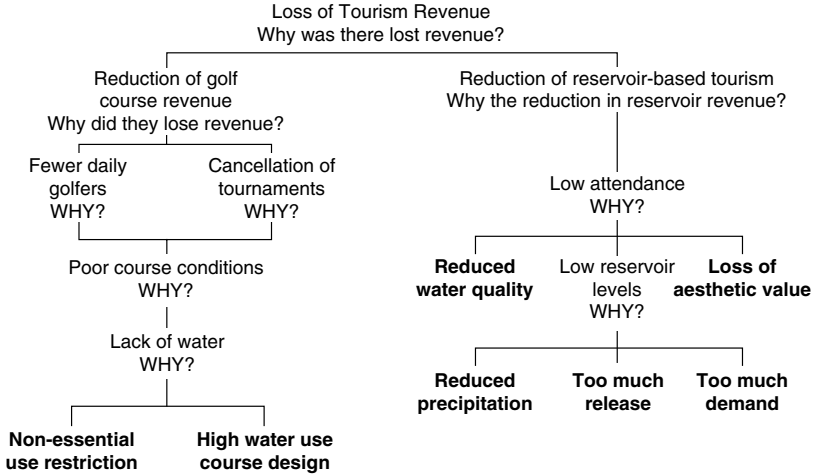 Loss of Tourism Revenue
Why was there lost revenue?
Reduction of golf
course revenue
Why did they lose revenue?
Fewer daily
golfers
WHY?
Cancellation of
tournaments
WHY?
Poor course conditions
WHY?
Lack of water
WHY?
Non-essential
use restriction
High water use
course design
Reduction of reservoir-based tourism
Why the reduction in reservoir revenue?
Low attendance
WHY?
Reduced
water quality
Low reservoir
levels
WHY?
Loss of
aesthetic value
Reduced
precipitation
Too much
release
Too much
demand